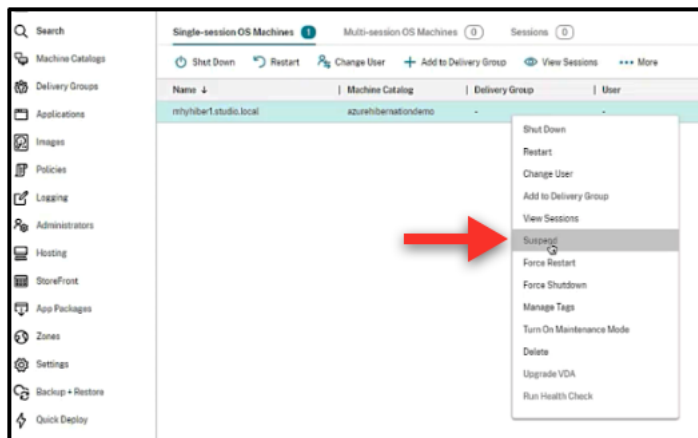 Search
Machine Catalogs
Delivery Groups
Applications
Images
Policies
Logging
Administrators
Hosting
StoreFront
App Packages
Zones
Settings
Backup + Restore
Quick Deploy
Single-session OS Machines 1 Multi-session OS Machines (0) Sessions (0)
Shut Down Restart Change User Add to Delivery Group View Sessions More
Name ↓ | Machine Catalog | Delivery Group | User
mhyhiber1.studio.local azurehibernationdemo - -
Shut Down
Restart
Change User
Add to Delivery Group
View Sessions
Suspend
Force Restart
Force Shutdown
Manage Tags
Turn On Maintenance Mode
Delete
Upgrade VDA
Run Health Check